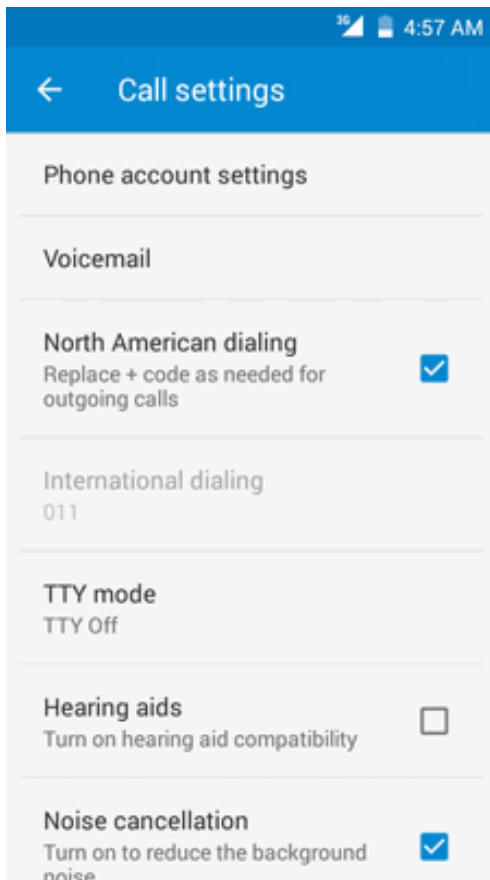 3G 4:57 AM
Call settings
Phone account settings
Voicemail
North American dialing
Replace + code as needed for
outgoing calls
International dialing
011
TTY mode
TTY Off
Hearing aids
Turn on hearing aid compatibility
Noise cancellation
Turn on to reduce the background
noise